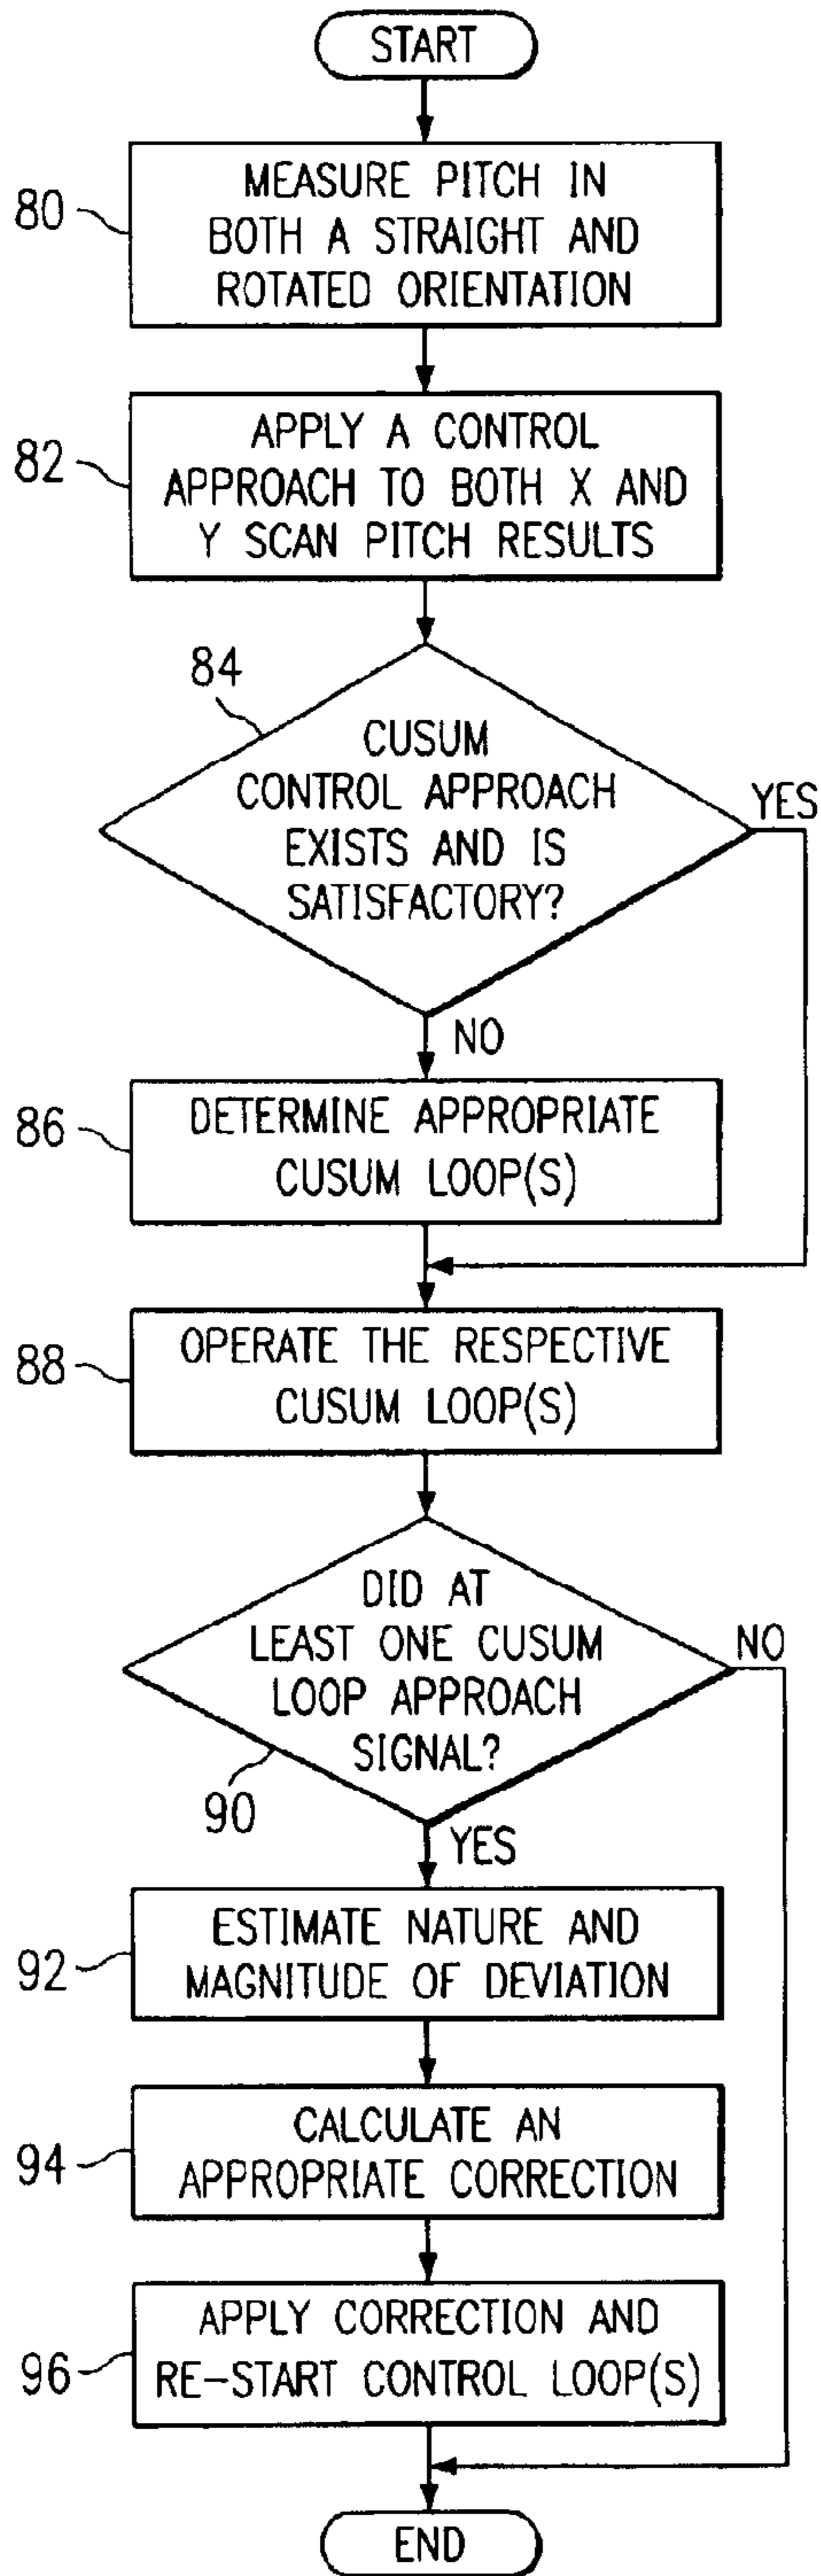 START
80
MEASURE PITCH IN
BOTH A STRAIGHT AND
ROTATED ORIENTATION
82
APPLY A CONTROL
APPROACH TO BOTH X AND
Y SCAN PITCH RESULTS
84
CUSUM
CONTROL APPROACH
EXISTS AND IS
SATISFACTORY?
YES
NO
86
DETERMINE APPROPRIATE
CUSUM LOOP(S)
88
OPERATE THE RESPECTIVE
CUSUM LOOP(S)
DID AT
LEAST ONE CUSUM
LOOP APPROACH
SIGNAL?
NO
90
YES
92
ESTIMATE NATURE AND
MAGNITUDE OF DEVIATION
94
CALCULATE AN
APPROPRIATE CORRECTION
96
APPLY CORRECTION AND
RE-START CONTROL LOOP(S)
END